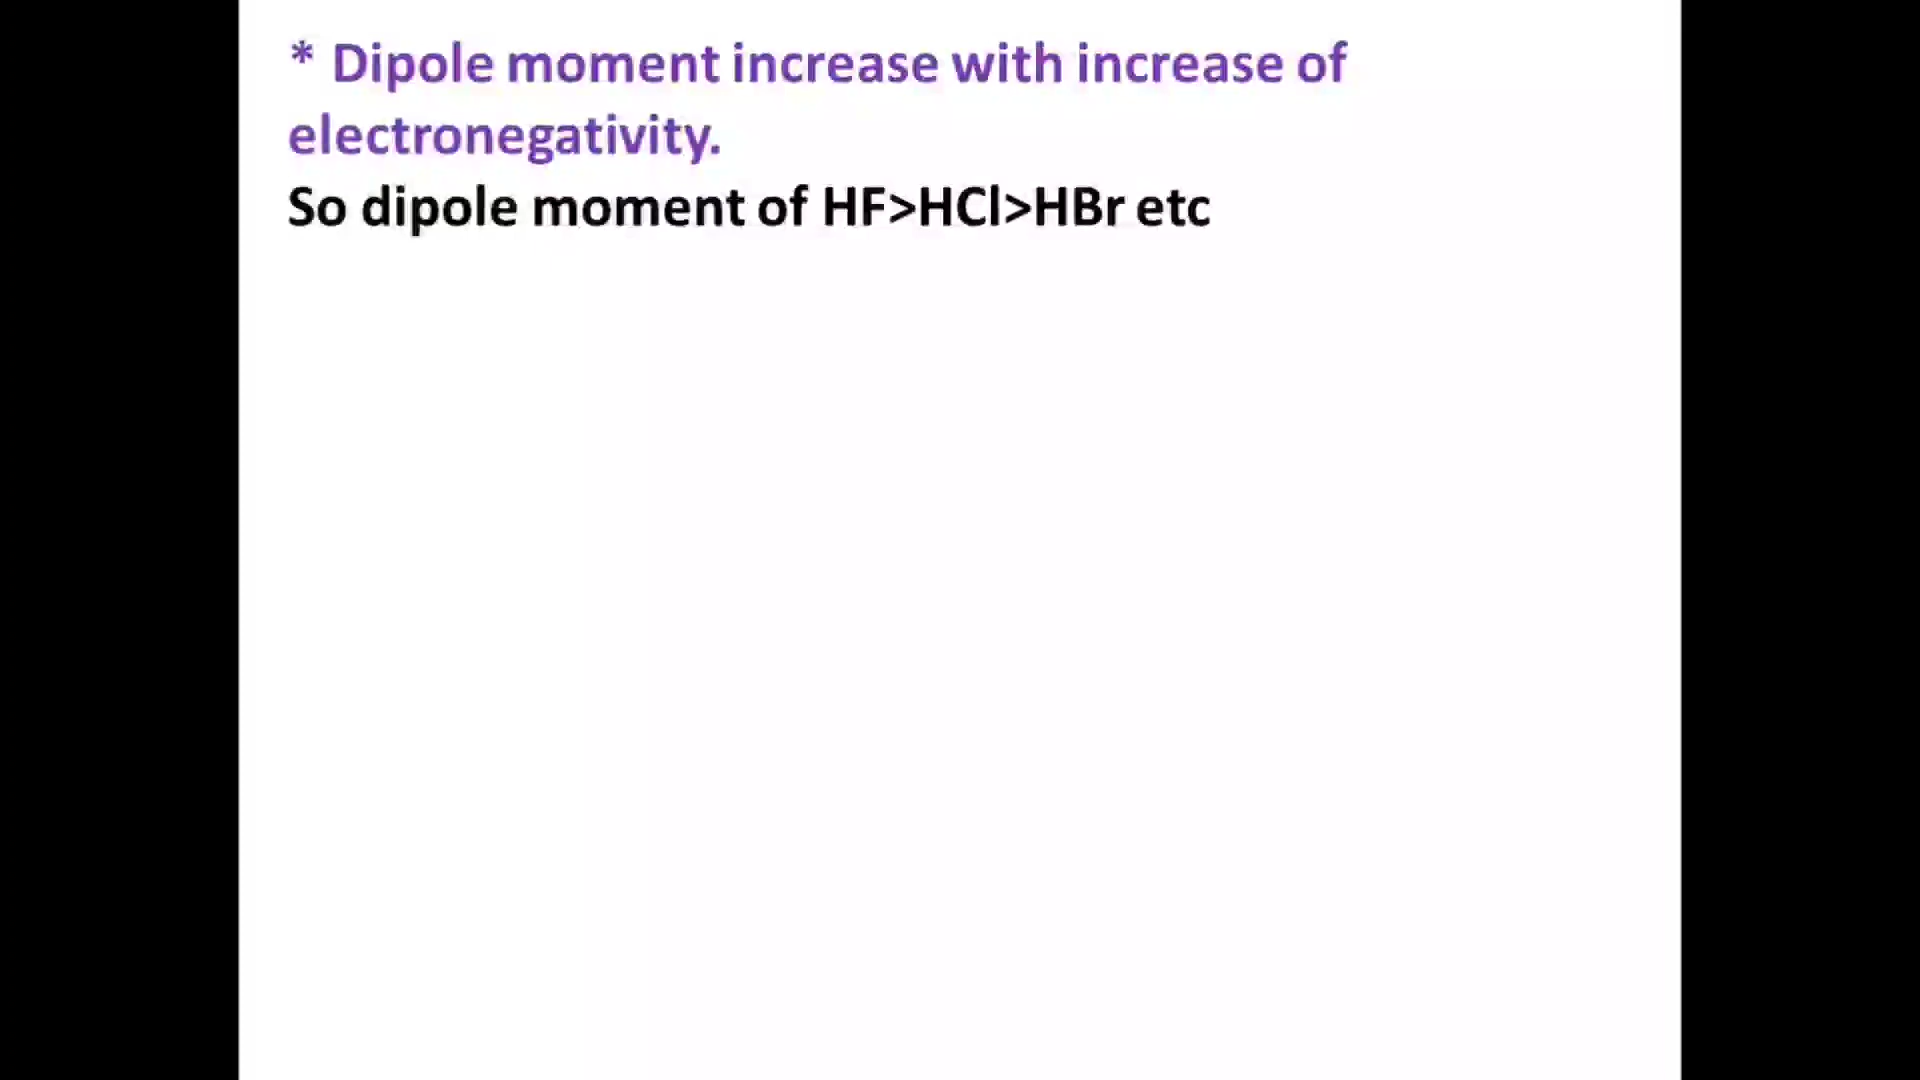 * Dipole moment increase with increase of
electronegativity.
So dipole moment of HF>HCl>HBr etc